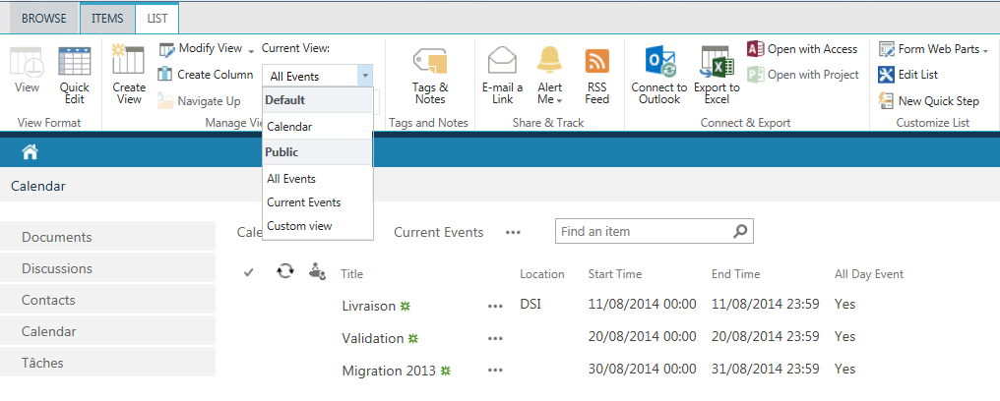 BROWSE ITEMS LIST
View
Quick Edit
View Format
Create View
Modify View
Create Column
Navigate Up
Current View:
All Events
Manage Vie
Default
Calendar
Public
All Events
Current Events
Custom view
Tags & Notes
Tags and Notes
E-mail a Link
Alert Me
RSS Feed
Share & Track
Connect to Outlook
Export to Excel
Open with Access
Open with Project
Connect & Export
Form Web Parts
Edit List
New Quick Step
Customize List
Calendar
Documents
Discussions
Contacts
Calendar
Tâches
Cale Current Events ••• Find an item
Title Location Start Time End Time All Day Event
Livraison ••• DSI 11/08/2014 00:00 11/08/2014 23:59 Yes
Validation ••• 20/08/2014 00:00 20/08/2014 23:59 Yes
Migration 2013 ••• 30/08/2014 00:00 31/08/2014 23:59 Yes